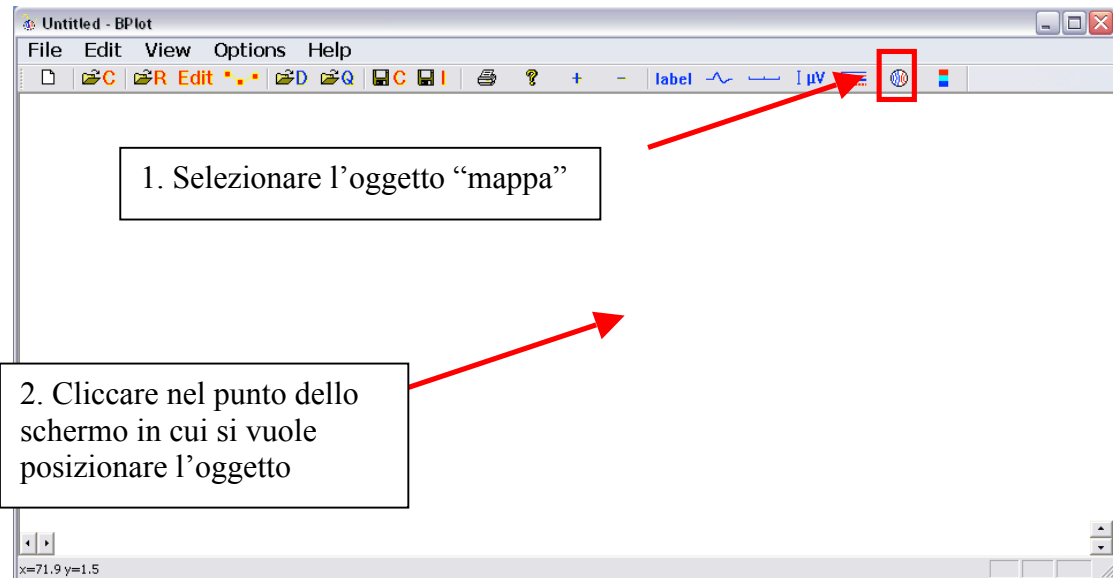 Untitled - BPlot
File Edit View Options Help
C R Edit D Q C I ? + - label I µV
1. Selezionare l’oggetto “mappa”
2. Cliccare nel punto dello
schermo in cui si vuole
posizionare l’oggetto
x=71.9 y=1.5